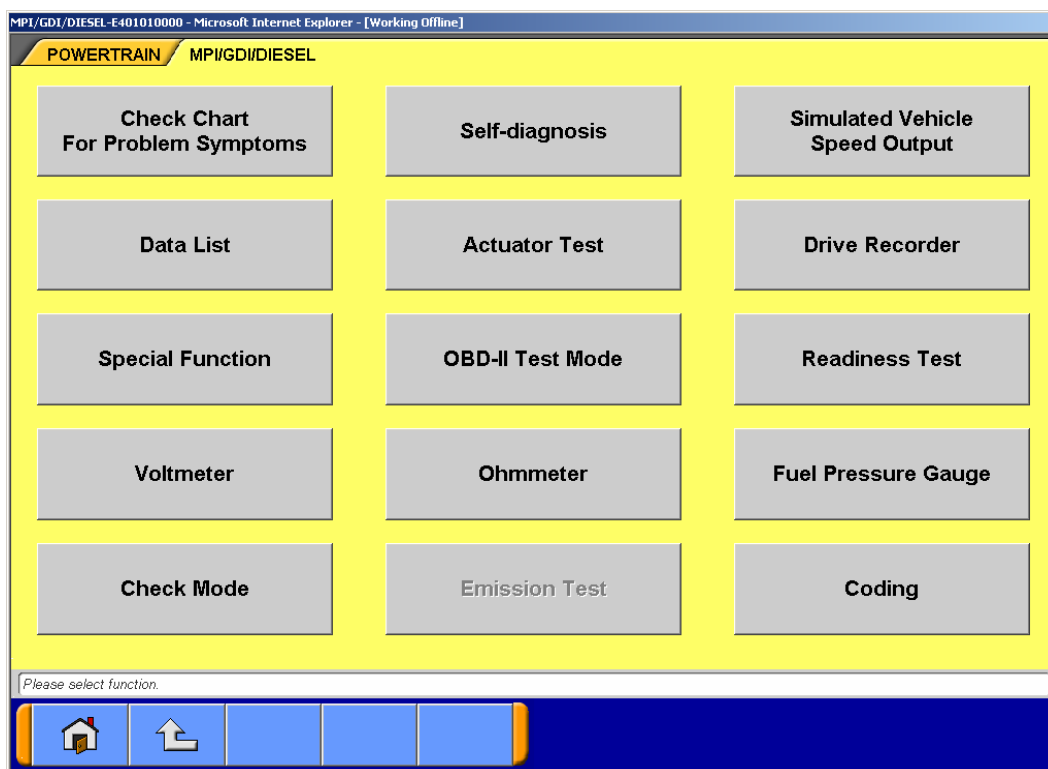 MPI/GDI/DIESEL-E401010000 - Microsoft Internet Explorer - [Working Offline]
POWERTRAIN MPI/GDI/DIESEL
Check Chart
For Problem Symptoms
Self-diagnosis
Simulated Vehicle
Speed Output
Data List
Actuator Test
Drive Recorder
Special Function
OBD-II Test Mode
Readiness Test
Voltmeter
Ohmmeter
Fuel Pressure Gauge
Check Mode
Emission Test
Coding
Please select function.